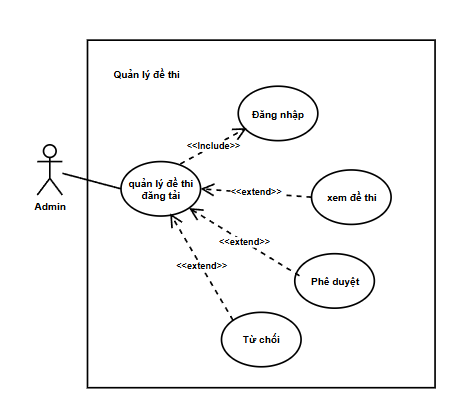 Quản lý đề thi
Đăng nhập
<<Include>>
quản lý đề thi
đăng tải
<<extend>>
xem đề thi
Admin
<<extend>>
<<extend>>
Phê duyệt
Từ chối